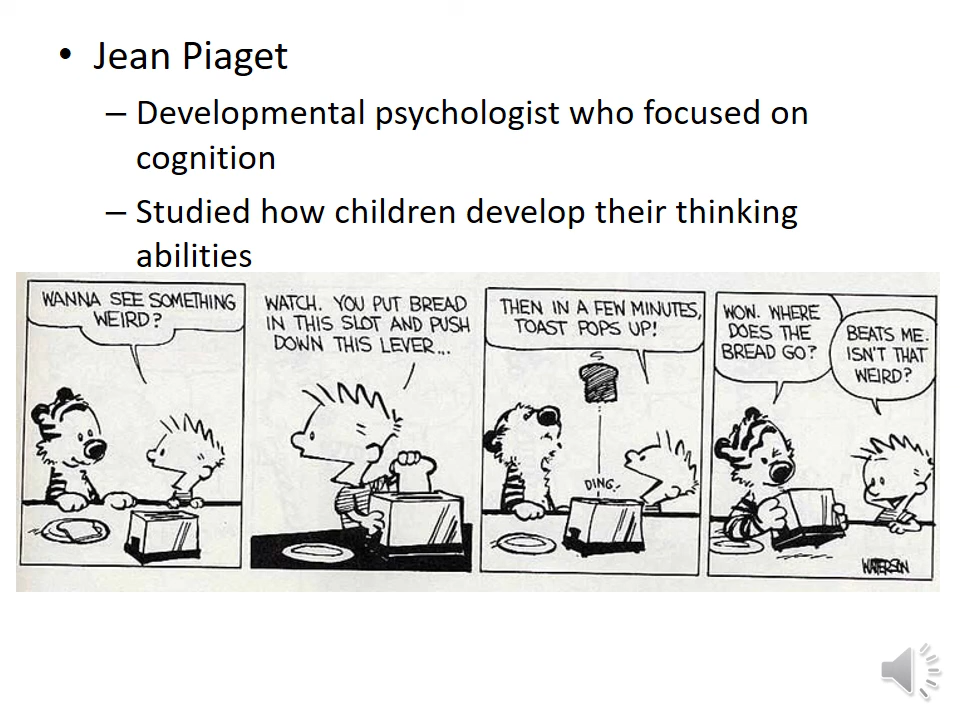 • Jean Piaget
– Developmental psychologist who focused on
cognition
– Studied how children develop their thinking
abilities
WANNA SEE SOMETHING
WEIRD?
WATCH. YOU PUT BREAD
IN THIS SLOT AND PUSH
DOWN THIS LEVER...
THEN IN A FEW MINUTES,
TOAST POPS UP!
DING!
WOW. WHERE
DOES THE
BREAD GO?
BEATS ME.
ISN'T THAT
WEIRD?
WATERSON